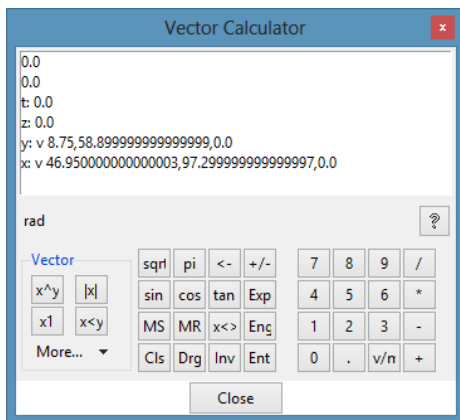 Vector Calculator
x
0.0
0.0
t: 0.0
z: 0.0
y: v 8.75,58.899999999999999,0.0
x: v 46.950000000000003,97.299999999999997,0.0
rad
?
Vector
x^y |x|
x1 x<y
More...
sqrt pi <- +/-
sin cos tan Exp
MS MR x<> Eng
Cls Drg Inv Ent
7 8 9 /
4 5 6 *
1 2 3 -
0 . v/n +
Close